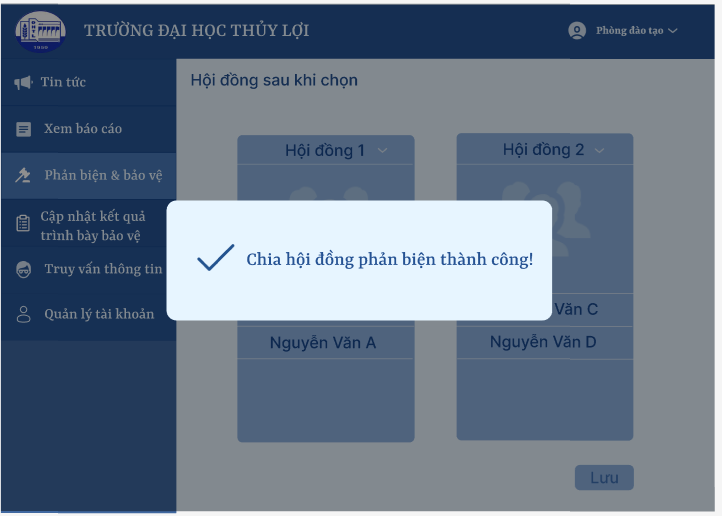 TRƯỜNG ĐẠI HỌC THỦY LỢI
Phòng đào tạo
Tin tức
Xem báo cáo
Phản biện & bảo vệ
Cập nhật kết quả
trình bày bảo vệ
Truy vấn thông tin
Quản lý tài khoản
Hội đồng sau khi chọn
Hội đồng 1
Hội đồng 2
Chia hội đồng phản biện thành công!
Văn C
Nguyễn Văn A
Nguyễn Văn D
Lưu